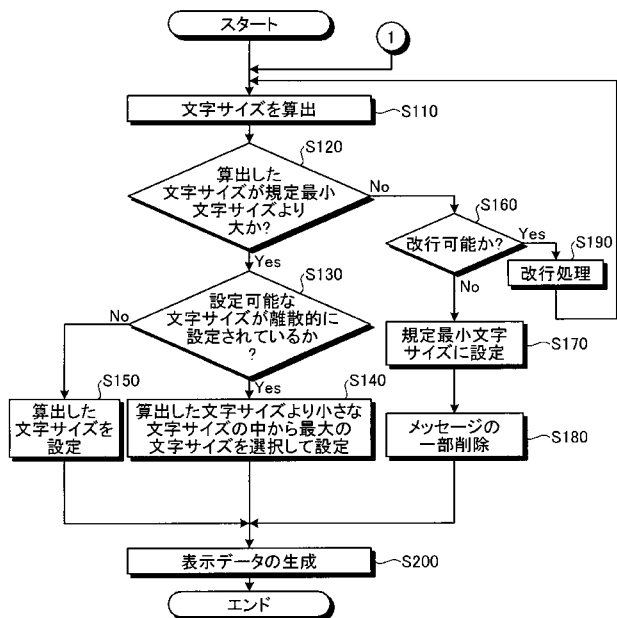 スタート
1
文字サイズを算出
S110
S120
算出した
文字サイズが規定最小
文字サイズより
大か?
No
Yes
S160
改行可能か?
Yes
No
S190
改行処理
S130
設定可能な
文字サイズが離散的に
設定されているか
?
No
Yes
規定最小文字
サイズに設定
S170
S150
算出した
文字サイズを
設定
S140
算出した文字サイズより小さな
文字サイズの中から最大の
文字サイズを選択して設定
メッセージの
一部削除
S180
表示データの生成
S200
エンド